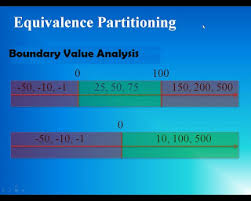 Equivalence Partitioning
Boundary Value Analysis
0 100
-50, -10, -1 25, 50, 75 150, 200, 500
0
-50, -10, -1 10, 100, 500